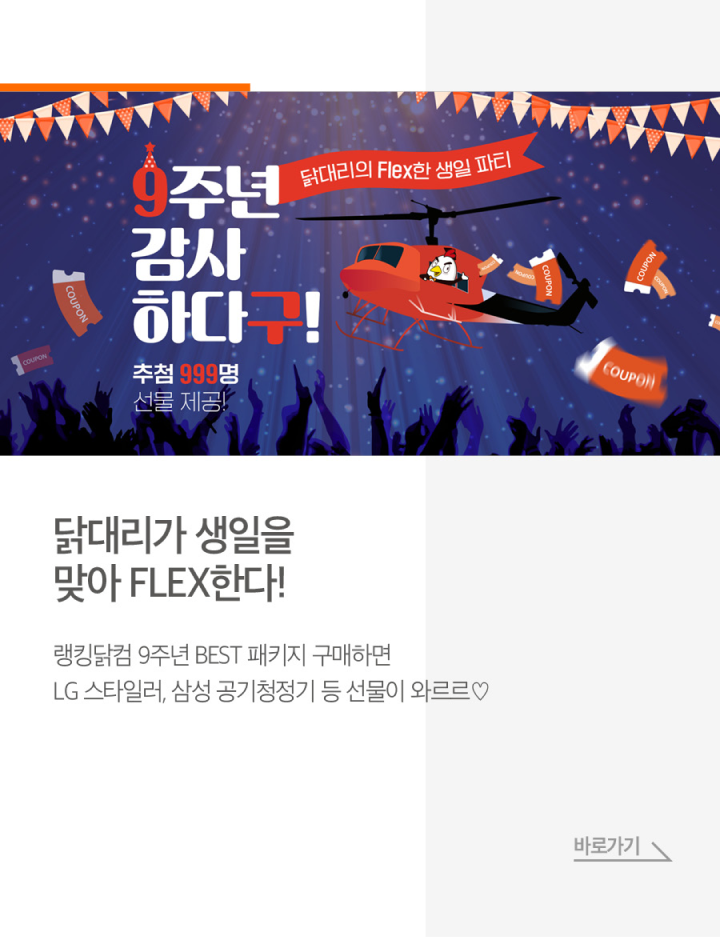 닭대리의 Flex한 생일 파티
9주년
감사
하다구!
추첨 999명
선물 제공!
COUPON
COUPON
COUPON
COUPON
COUPON
COUPON
COUPON
닭대리가 생일을
맞아 FLEX한다!
랭킹닭컴 9주년 BEST 패키지 구매하면
LG 스타일러, 삼성 공기청정기 등 선물이 와르르♡
바로가기